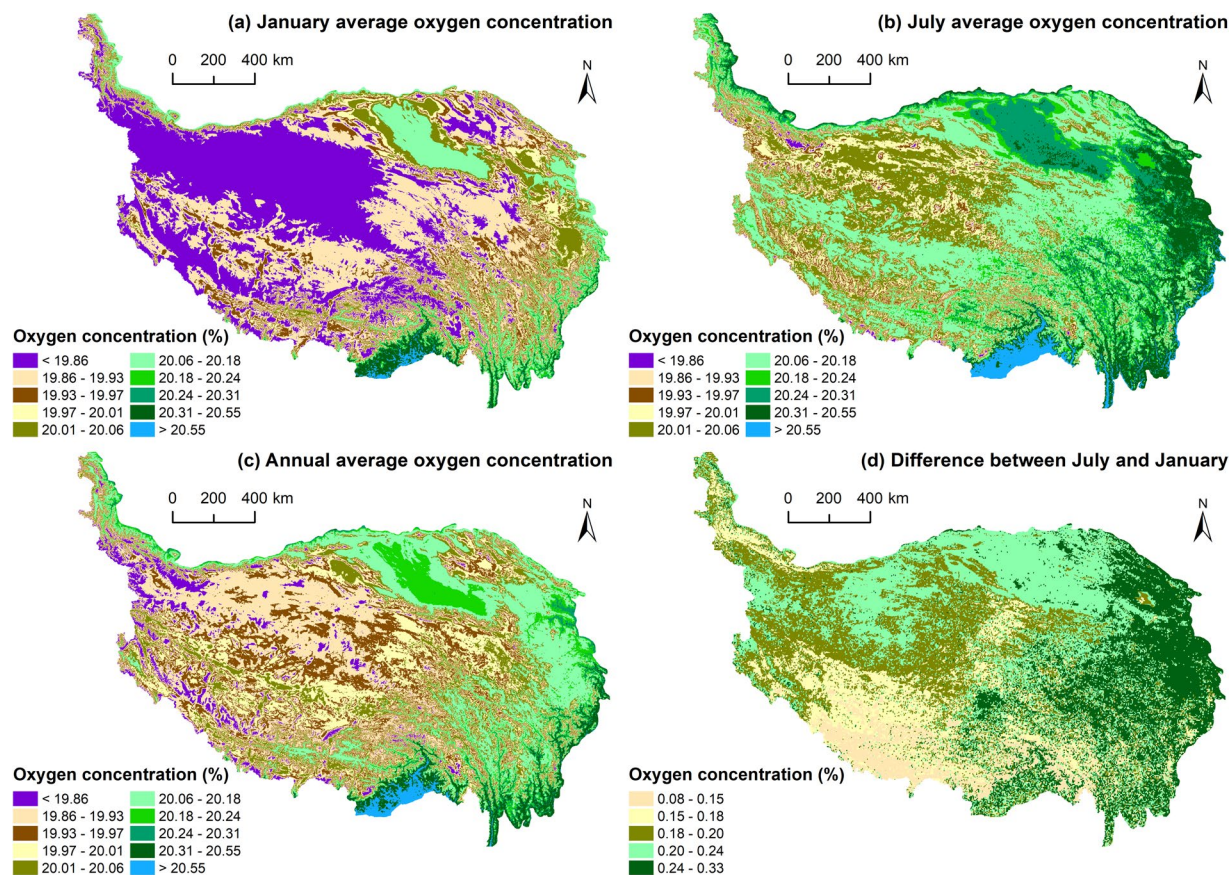 (a) January average oxygen concentration
0 200 400 km
N
Oxygen concentration (%)
< 19.86
19.86 - 19.93
19.93 - 19.97
19.97 - 20.01
20.01 - 20.06
20.06 - 20.18
20.18 - 20.24
20.24 - 20.31
20.31 - 20.55
> 20.55
(b) July average oxygen concentration
0 200 400 km
N
Oxygen concentration (%)
< 19.86
19.86 - 19.93
19.93 - 19.97
19.97 - 20.01
20.01 - 20.06
20.06 - 20.18
20.18 - 20.24
20.24 - 20.31
20.31 - 20.55
> 20.55
(c) Annual average oxygen concentration
0 200 400 km
N
Oxygen concentration (%)
< 19.86
19.86 - 19.93
19.93 - 19.97
19.97 - 20.01
20.01 - 20.06
20.06 - 20.18
20.18 - 20.24
20.24 - 20.31
20.31 - 20.55
> 20.55
(d) Difference between July and January
0 200 400 km
N
Oxygen concentration (%)
0.08 - 0.15
0.15 - 0.18
0.18 - 0.20
0.20 - 0.24
0.24 - 0.33